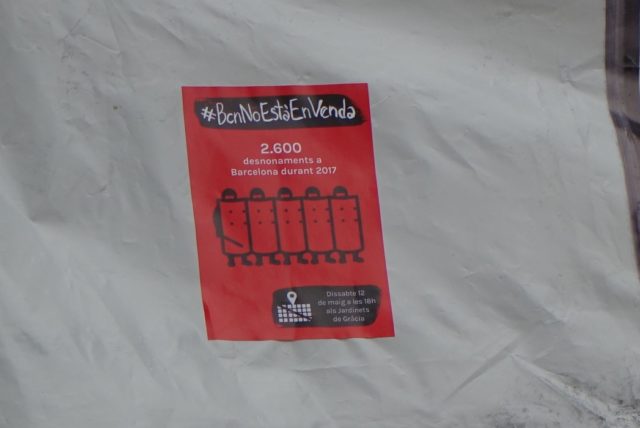 #BcnNoEstàEnVenda
2.600
desnonaments a
Barcelona durant 2017
Dissabte 12
de maig a les 18h
als Jardinets
de Gràcia